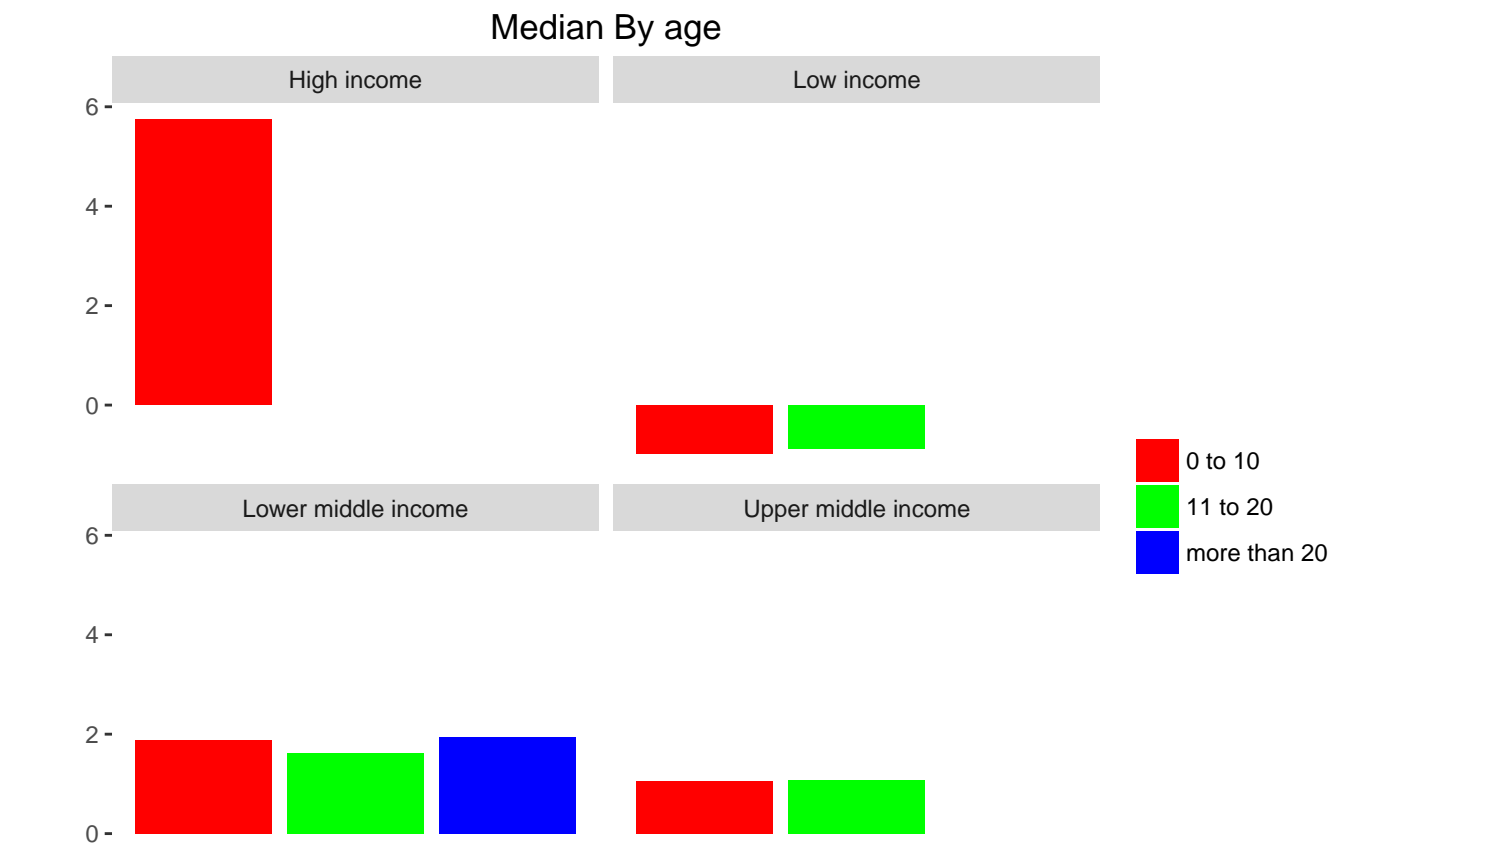 Median By age
High income
Low income
6
4
2
0
Lower middle income
Upper middle income
6
4
2
0
0 to 10
11 to 20
more than 20